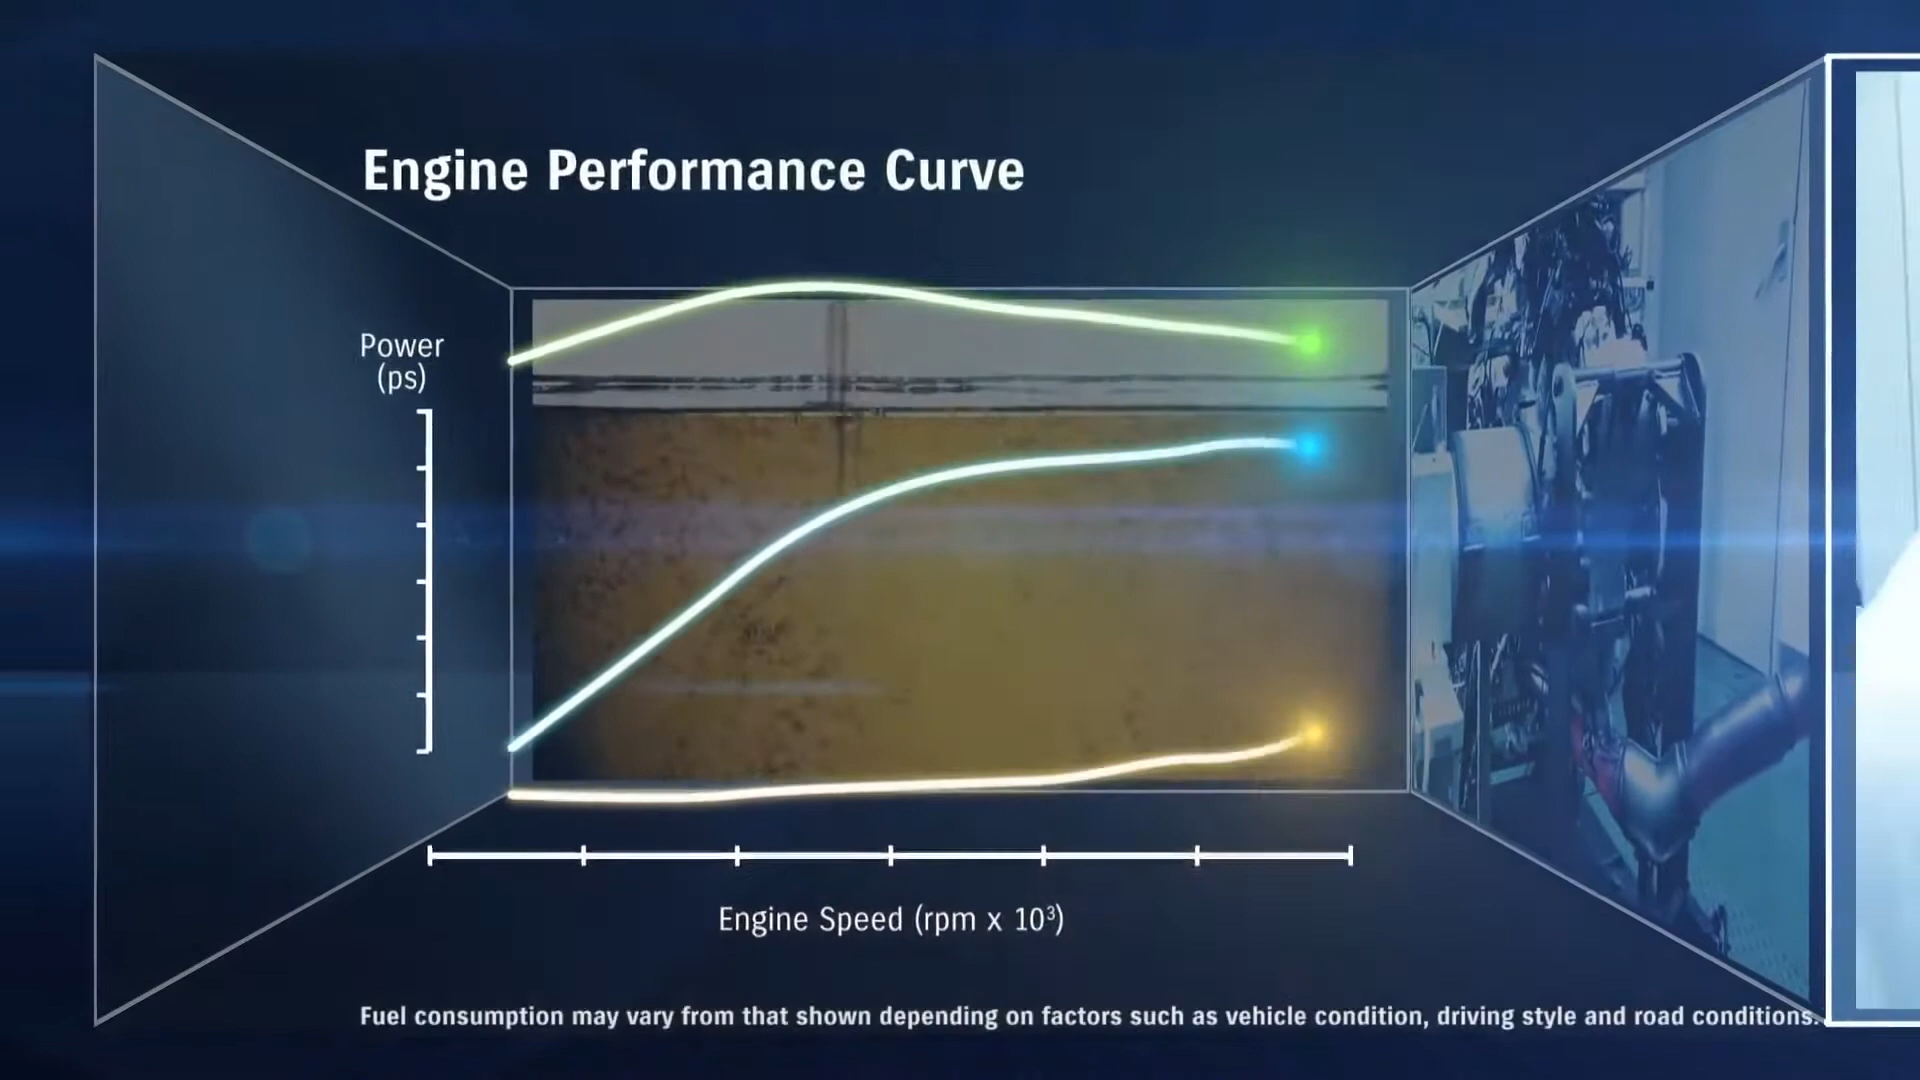 Engine Performance Curve
Power
(ps)
Engine Speed (rpm x 10³)
Fuel consumption may vary from that shown depending on factors such as vehicle condition, driving style and road conditions.